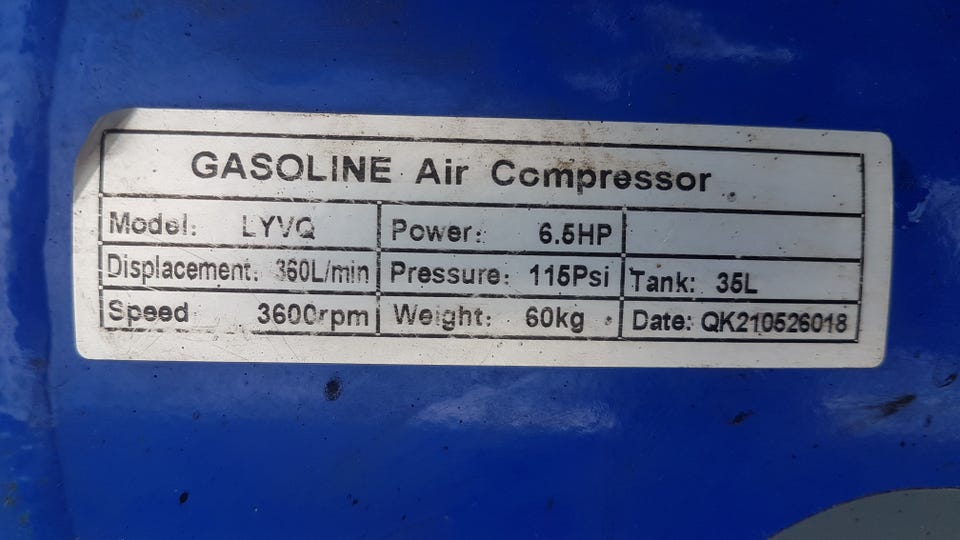 GASOLINE Air Compressor
Model: LYVQ Power: 6.5HP
Displacement: 360L/min Pressure: 115Psi Tank: 35L
Speed 3600rpm Weight: 60kg Date: QK210526018